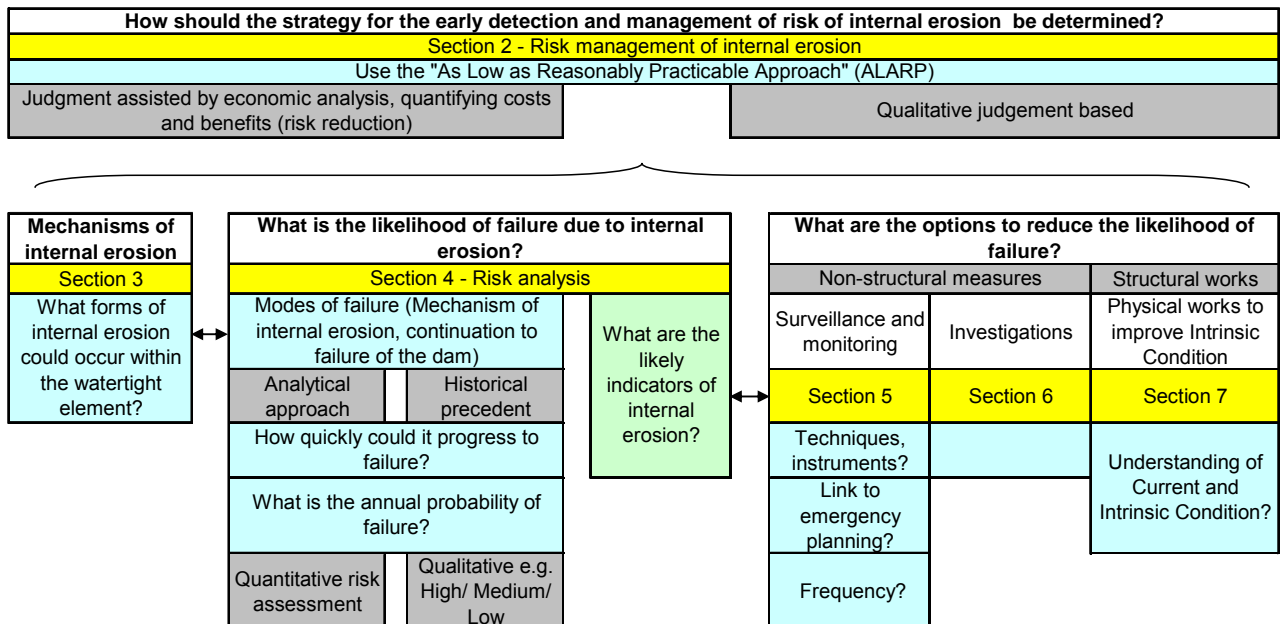 How should the strategy for the early detection and management of risk of internal erosion be determined?
Section 2 - Risk management of internal erosion
Use the "As Low as Reasonably Practicable Approach" (ALARP)
Judgment assisted by economic analysis, quantifying costs
and benefits (risk reduction)
Qualitative judgement based
Mechanisms of
internal erosion
Section 3
What forms of
internal erosion
could occur within
the watertight
element?
What is the likelihood of failure due to internal
erosion?
Section 4 - Risk analysis
Modes of failure (Mechanism of
internal erosion, continuation to
failure of the dam)
Analytical
approach
Historical
precedent
How quickly could it progress to
failure?
What is the annual probability of
failure?
Quantitative risk
assessment
Qualitative e.g.
High/ Medium/
Low
What are the
likely
indicators of
internal
erosion?
What are the options to reduce the likelihood of
failure?
Non-structural measures
Structural works
Surveillance and
monitoring
Investigations
Physical works to
improve Intrinsic
Condition
Section 5
Section 6
Section 7
Techniques,
instruments?
Link to
emergency
planning?
Frequency?
Understanding of
Current and
Intrinsic Condition?